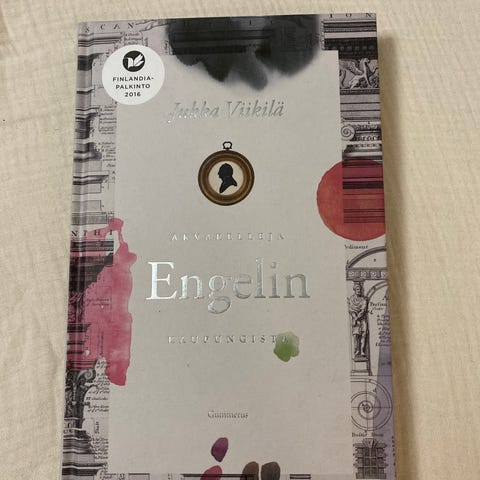 FINLANDIA-
PALKINTO
2016
Jukka Viikilä
AKVARELLEJA
Engelin
KAUPUNGISTA
Gummerus